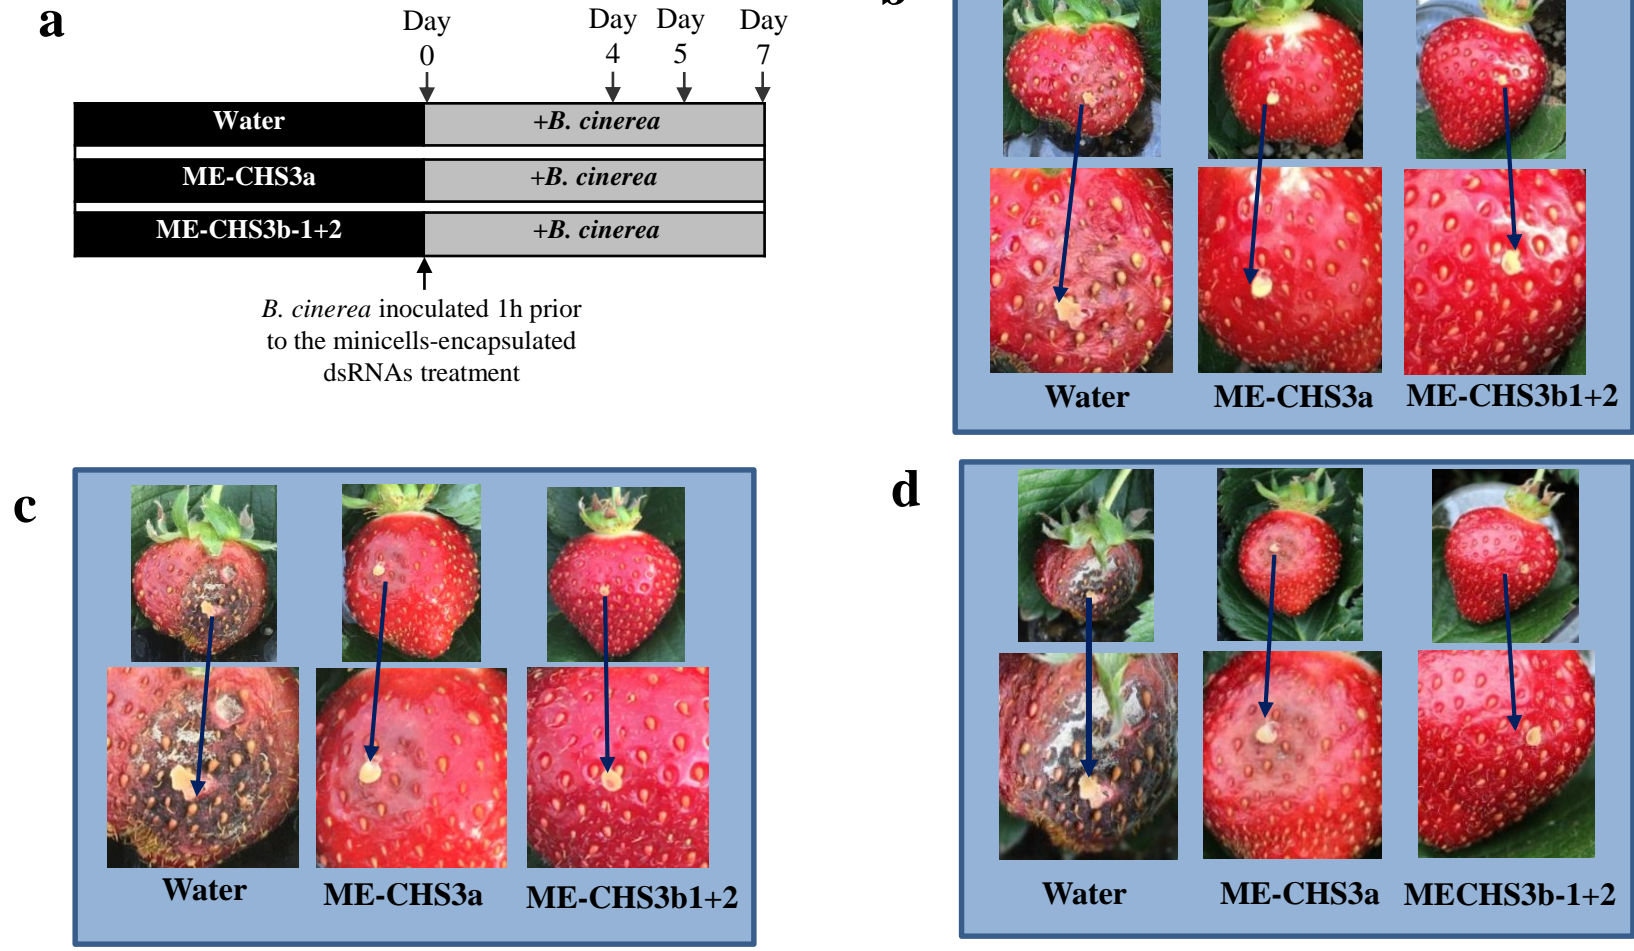 a
Day
0
Day
4
Day
5
Day
7
Water
+B. cinerea
ME-CHS3a
+B. cinerea
ME-CHS3b-1+2
+B. cinerea
B. cinerea inoculated 1h prior
to the minicells-encapsulated
dsRNAs treatment
b
Water
ME-CHS3a
ME-CHS3b1+2
c
Water
ME-CHS3a
ME-CHS3b1+2
d
Water
ME-CHS3a
MECHS3b-1+2